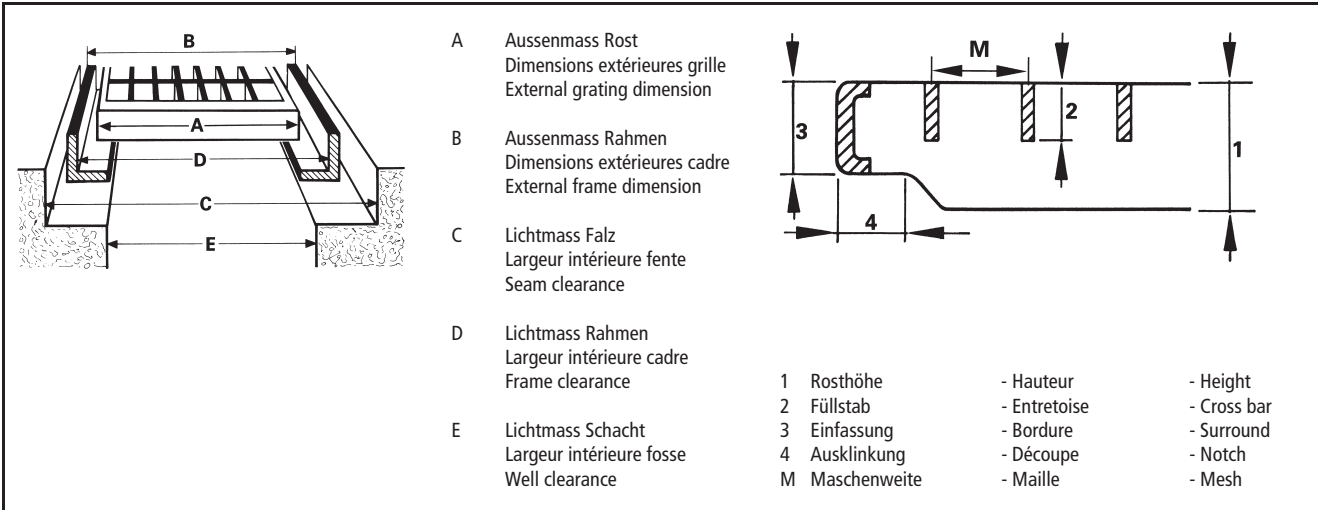 B
A
D
C
E
A Aussenmass Rost
Dimensions extérieures grille
External grating dimension
B Aussenmass Rahmen
Dimensions extérieures cadre
External frame dimension
C Lichtmass Falz
Largeur intérieure fente
Seam clearance
D Lichtmass Rahmen
Largeur intérieure cadre
Frame clearance
E Lichtmass Schacht
Largeur intérieure fosse
Well clearance
M
3
2
1
4
1 Rosthöhe - Hauteur - Height
2 Füllstab - Entretoise - Cross bar
3 Einfassung - Bordure - Surround
4 Ausklinkung - Découpe - Notch
M Maschenweite - Maille - Mesh